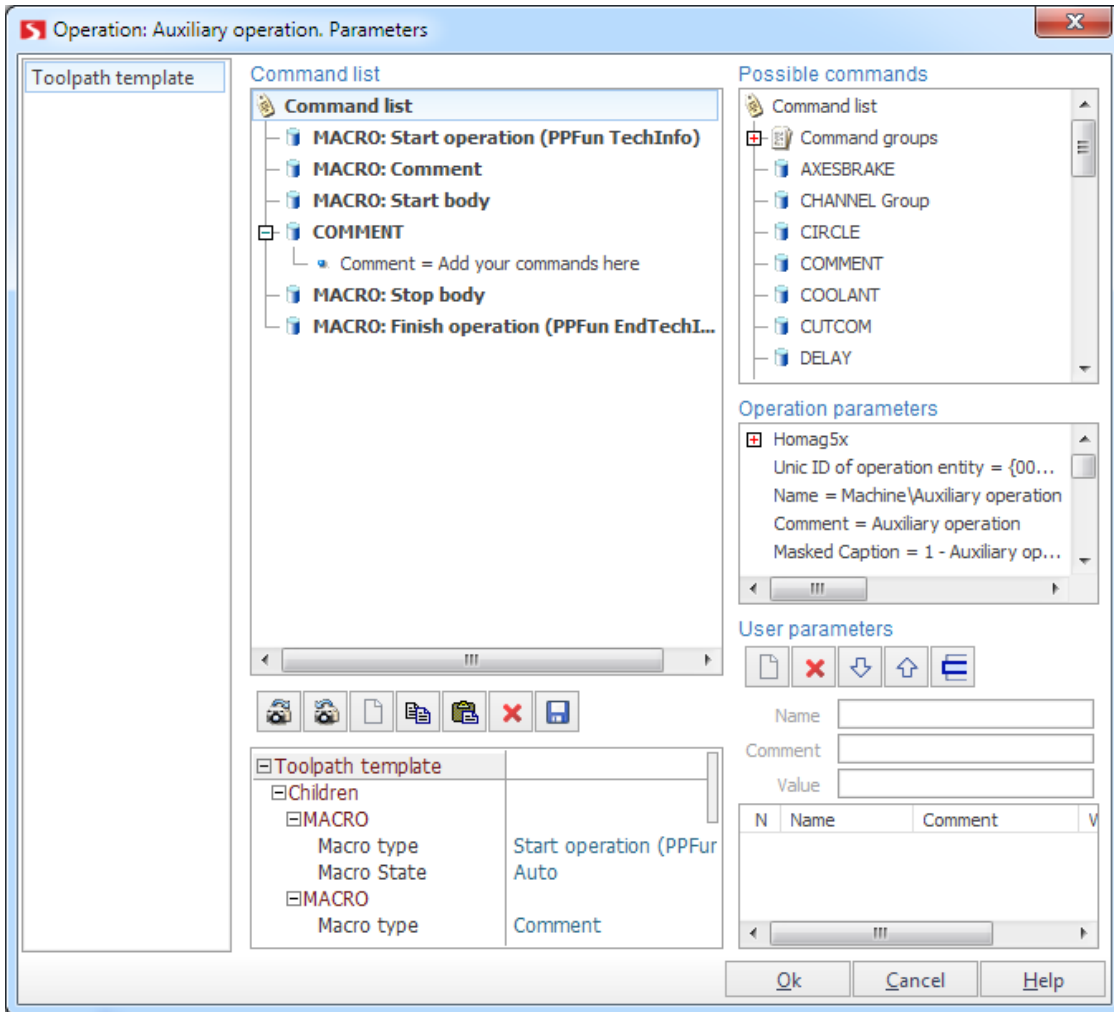 Operation: Auxiliary operation. Parameters
Toolpath template
Command list
Command list
MACRO: Start operation (PPFun TechInfo)
MACRO: Comment
MACRO: Start body
COMMENT
Comment = Add your commands here
MACRO: Stop body
MACRO: Finish operation (PPFun EndTechI...
Toolpath template
Children
MACRO
Macro type Start operation (PPFur
Macro State Auto
MACRO
Macro type Comment
Possible commands
Command list
Command groups
AXESBRAKE
CHANNEL Group
CIRCLE
COMMENT
COOLANT
CUTCOM
DELAY
Operation parameters
Homag5x
Unic ID of operation entity = {00...
Name = Machine\Auxiliary operation
Comment = Auxiliary operation
Masked Caption = 1 - Auxiliary op...
User parameters
Name
Comment
Value
N Name Comment V
Ok Cancel Help